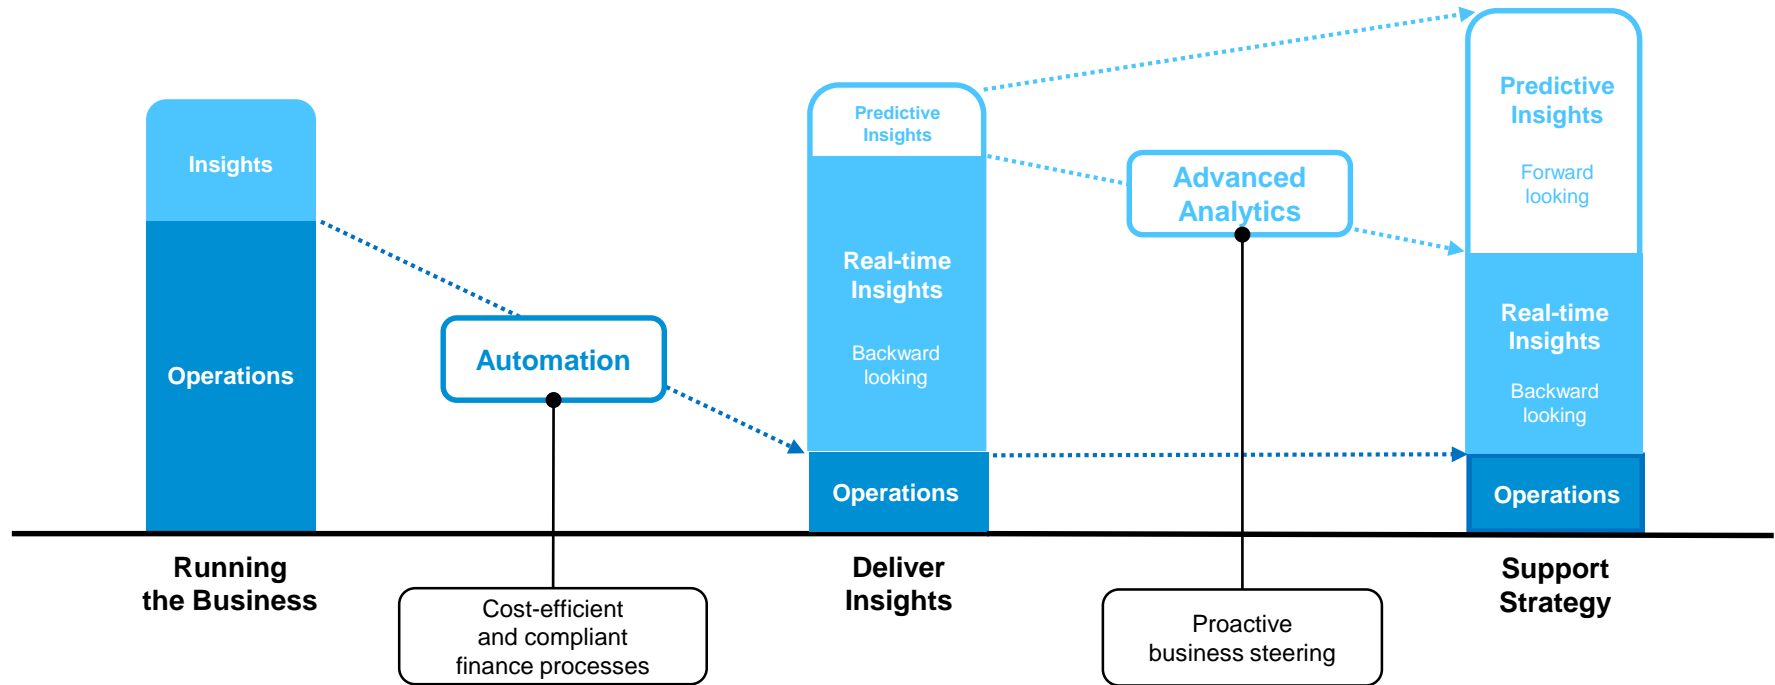 Insights
Operations
Running
the Business
Automation
Cost-efficient
and compliant
finance processes
Predictive
Insights
Real-time
Insights
Backward
looking
Operations
Deliver
Insights
Advanced
Analytics
Proactive
business steering
Predictive
Insights
Forward
looking
Real-time
Insights
Backward
looking
Operations
Support
Strategy